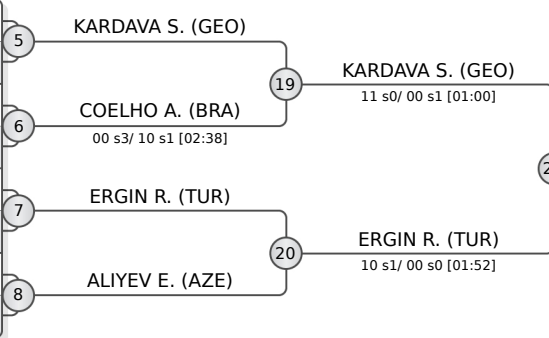 KARDAVA S. (GEO)
5
19
KARDAVA S. (GEO)
11 s0/ 00 s1 [01:00]
COELHO A. (BRA)
6
00 s3/ 10 s1 [02:38]
2
ERGIN R. (TUR)
7
20
ERGIN R. (TUR)
10 s1/ 00 s0 [01:52]
ALIYEV E. (AZE)
8